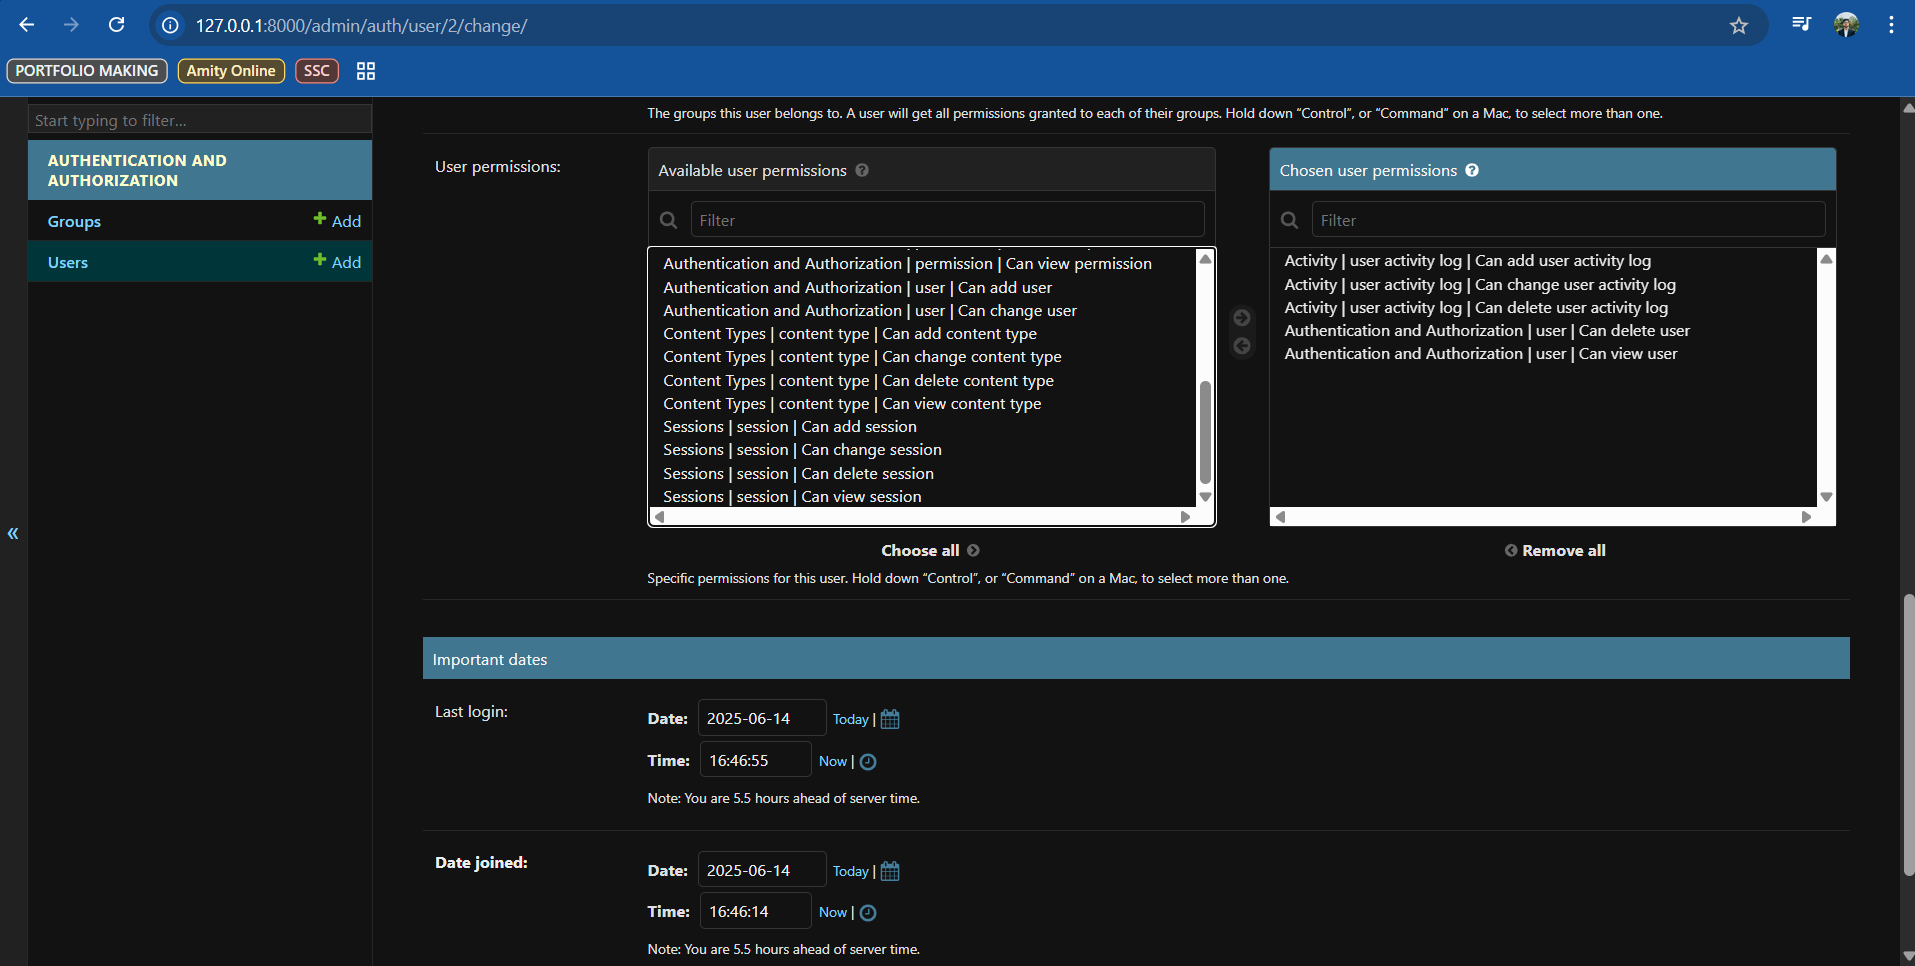 127.0.0.1:8000/admin/auth/user/2/change/
PORTFOLIO MAKING
Amity Online
SSC
Start typing to filter...
AUTHENTICATION AND
AUTHORIZATION
Groups
+ Add
Users
+ Add
«
The groups this user belongs to. A user will get all permissions granted to each of their groups. Hold down “Control”, or “Command” on a Mac, to select more than one.
User permissions:
Available user permissions ?
Filter
Authentication and Authorization | permission | Can view permission
Authentication and Authorization | user | Can add user
Authentication and Authorization | user | Can change user
Content Types | content type | Can add content type
Content Types | content type | Can change content type
Content Types | content type | Can delete content type
Content Types | content type | Can view content type
Sessions | session | Can add session
Sessions | session | Can change session
Sessions | session | Can delete session
Sessions | session | Can view session
Choose all
Chosen user permissions ?
Filter
Activity | user activity log | Can add user activity log
Activity | user activity log | Can change user activity log
Activity | user activity log | Can delete user activity log
Authentication and Authorization | user | Can delete user
Authentication and Authorization | user | Can view user
Remove all
Specific permissions for this user. Hold down “Control”, or “Command” on a Mac, to select more than one.
Important dates
Last login:
Date: 2025-06-14 Today |
Time: 16:46:55 Now |
Note: You are 5.5 hours ahead of server time.
Date joined:
Date: 2025-06-14 Today |
Time: 16:46:14 Now |
Note: You are 5.5 hours ahead of server time.